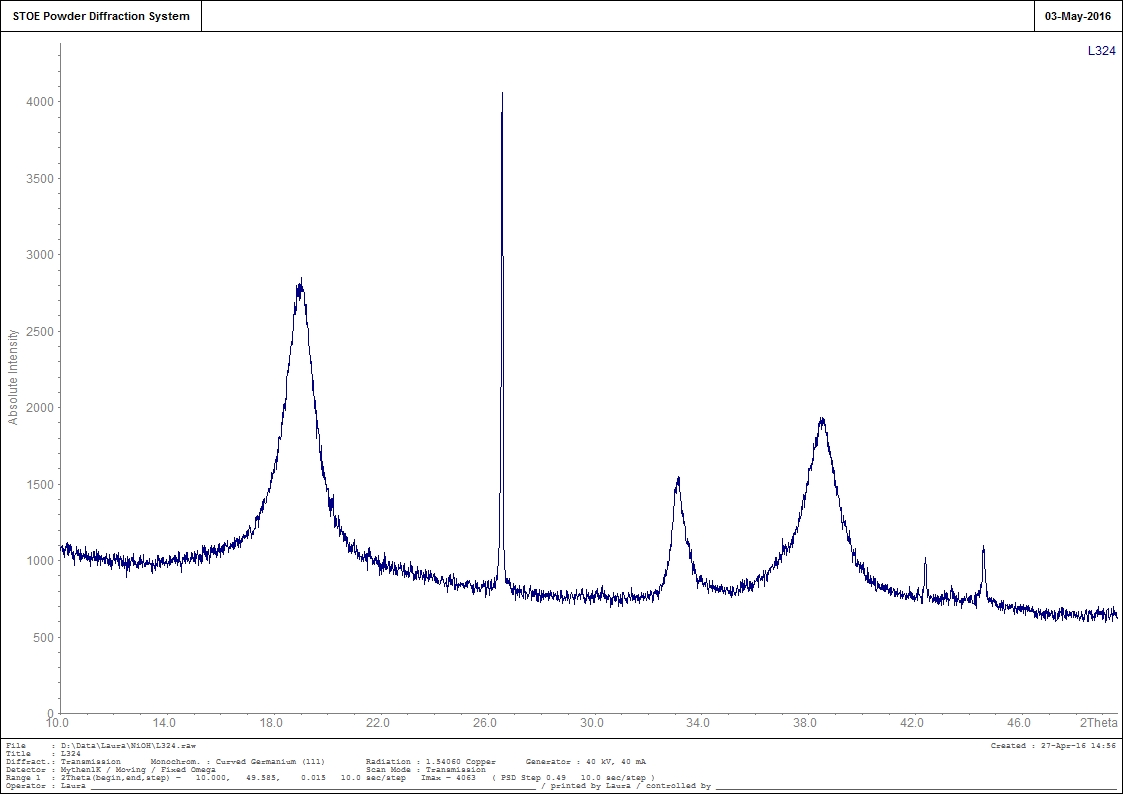 STOE Powder Diffraction System
03-May-2016
L324
Absolute Intensity
4000
3500
3000
2500
2000
1500
1000
500
0
10.0 14.0 18.0 22.0 26.0 30.0 34.0 38.0 42.0 46.0 2Theta
File : D:\Data\Laura\NiOH\L324.raw Created : 27-Apr-16 14:56
Title : L324
Diffract.: Transmission Monochrom. : Curved Germanium (111) Radiation : 1.54060 Copper Generator : 40 kV, 40 mA
Detector : Mythen1K / Moving / Fixed Omega Scan Mode : Transmission
Range 1 : 2Theta(begin,end,step) = 10.000, 49.585, 0.015 10.0 sec/step Imax = 4063 ( PSD Step 0.49 10.0 sec/step )
Operator : Laura / printed by Laura / controlled by